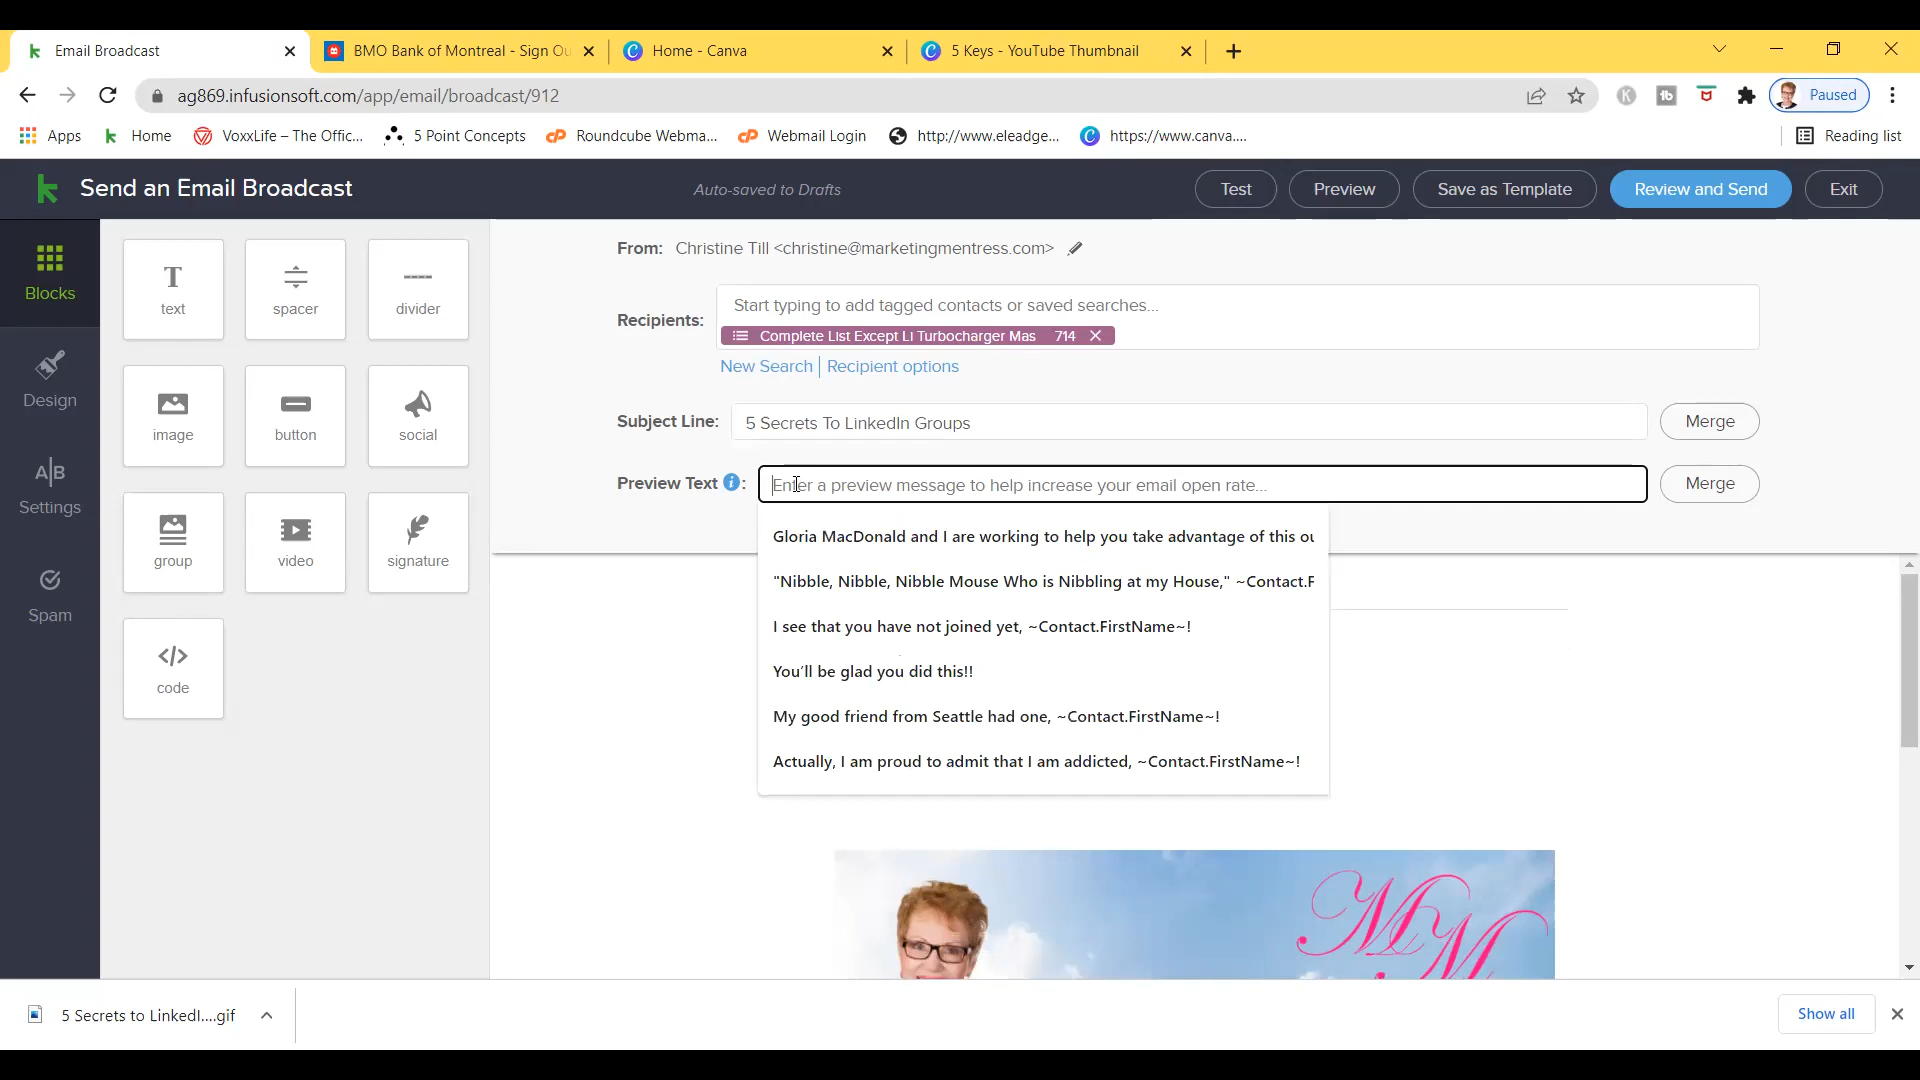 Email Broadcast
BMO Bank of Montreal - Sign Ou
Home - Canva
5 Keys - YouTube Thumbnail
ag869.infusionsoft.com/app/email/broadcast/912
Paused
Apps
Home
VoxxLife – The Offic...
5 Point Concepts
Roundcube Webma...
Webmail Login
http://www.eleadge...
https://www.canva....
Reading list
Send an Email Broadcast
Auto-saved to Drafts
Test
Preview
Save as Template
Review and Send
Exit
Blocks
Design
A|B
Settings
Spam
T
text
spacer
divider
image
button
social
group
video
signature
</>
code
From: Christine Till <christine@marketingmentress.com>
Recipients:
Start typing to add tagged contacts or saved searches...
Complete List Except LI Turbocharger Mas 714
New Search | Recipient options
Subject Line: 5 Secrets To LinkedIn Groups
Merge
Preview Text i : Enter a preview message to help increase your email open rate...
Merge
Gloria MacDonald and I are working to help you take advantage of this ou
"Nibble, Nibble, Nibble Mouse Who is Nibbling at my House," ~Contact.F
I see that you have not joined yet, ~Contact.FirstName~!
You'll be glad you did this!!
My good friend from Seattle had one, ~Contact.FirstName~!
Actually, I am proud to admit that I am addicted, ~Contact.FirstName~!
MM
5 Secrets to LinkedI....gif
Show all